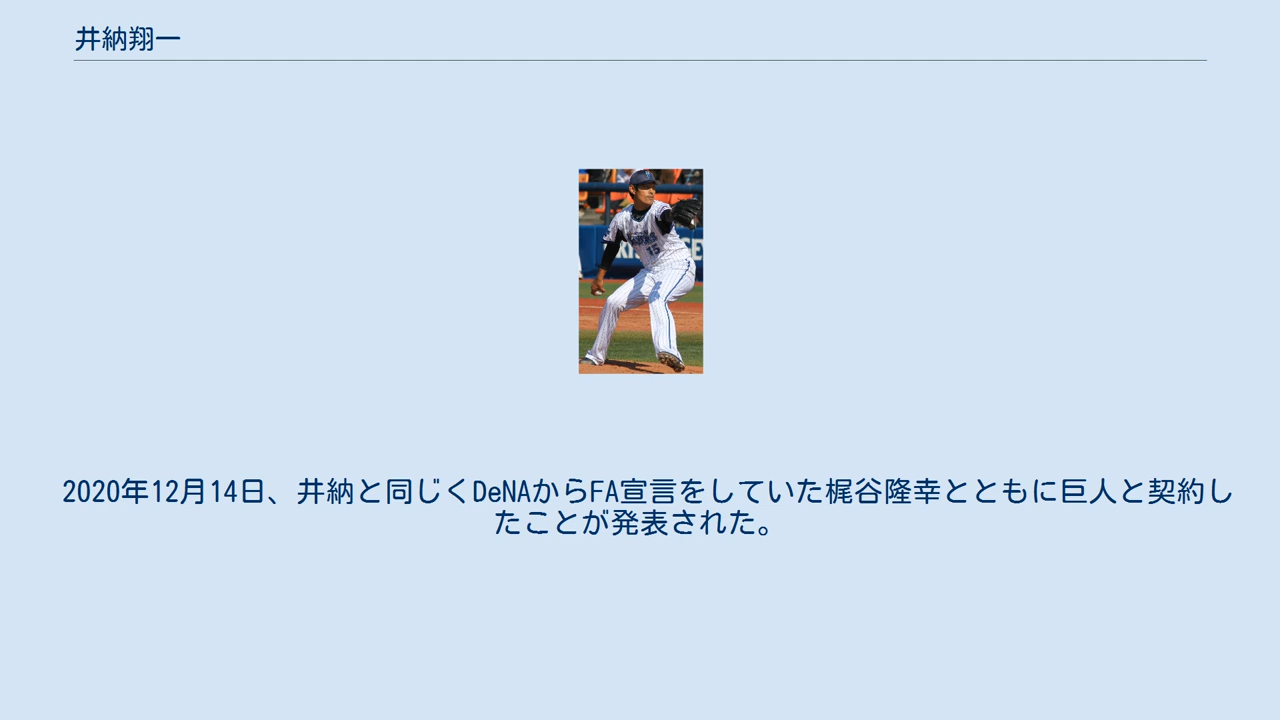 井納翔一
15
2020年12月14日、井納と同じくDeNAからFA宣言をしていた梶谷隆幸とともに巨人と契約し
たことが発表された。